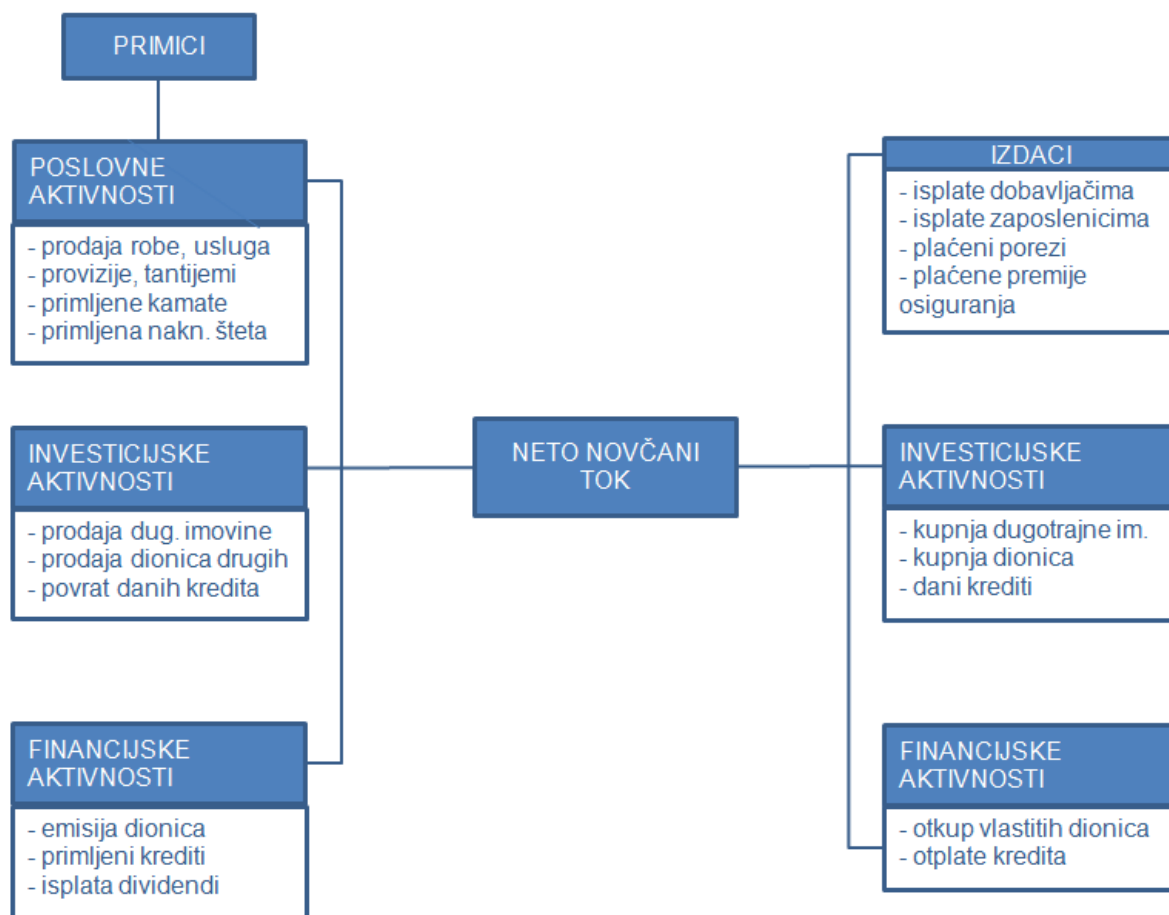 PRIMICI
POSLOVNE
AKTIVNOSTI
- prodaja robe, usluga
- provizije, tantijemi
- primljene kamate
- primljena nakn. šteta
INVESTICIJSKE
AKTIVNOSTI
- prodaja dug. imovine
- prodaja dionica drugih
- povrat danih kredita
FINANCIJSKE
AKTIVNOSTI
- emisija dionica
- primljeni krediti
- isplata dividendi
NETO NOVČANI
TOK
IZDACI
- isplate dobavljačima
- isplate zaposlenicima
- plaćeni porezi
- plaćene premije
osiguranja
INVESTICIJSKE
AKTIVNOSTI
- kupnja dugotrajne im.
- kupnja dionica
- dani krediti
FINANCIJSKE
AKTIVNOSTI
- otkup vlastitih dionica
- otplate kredita